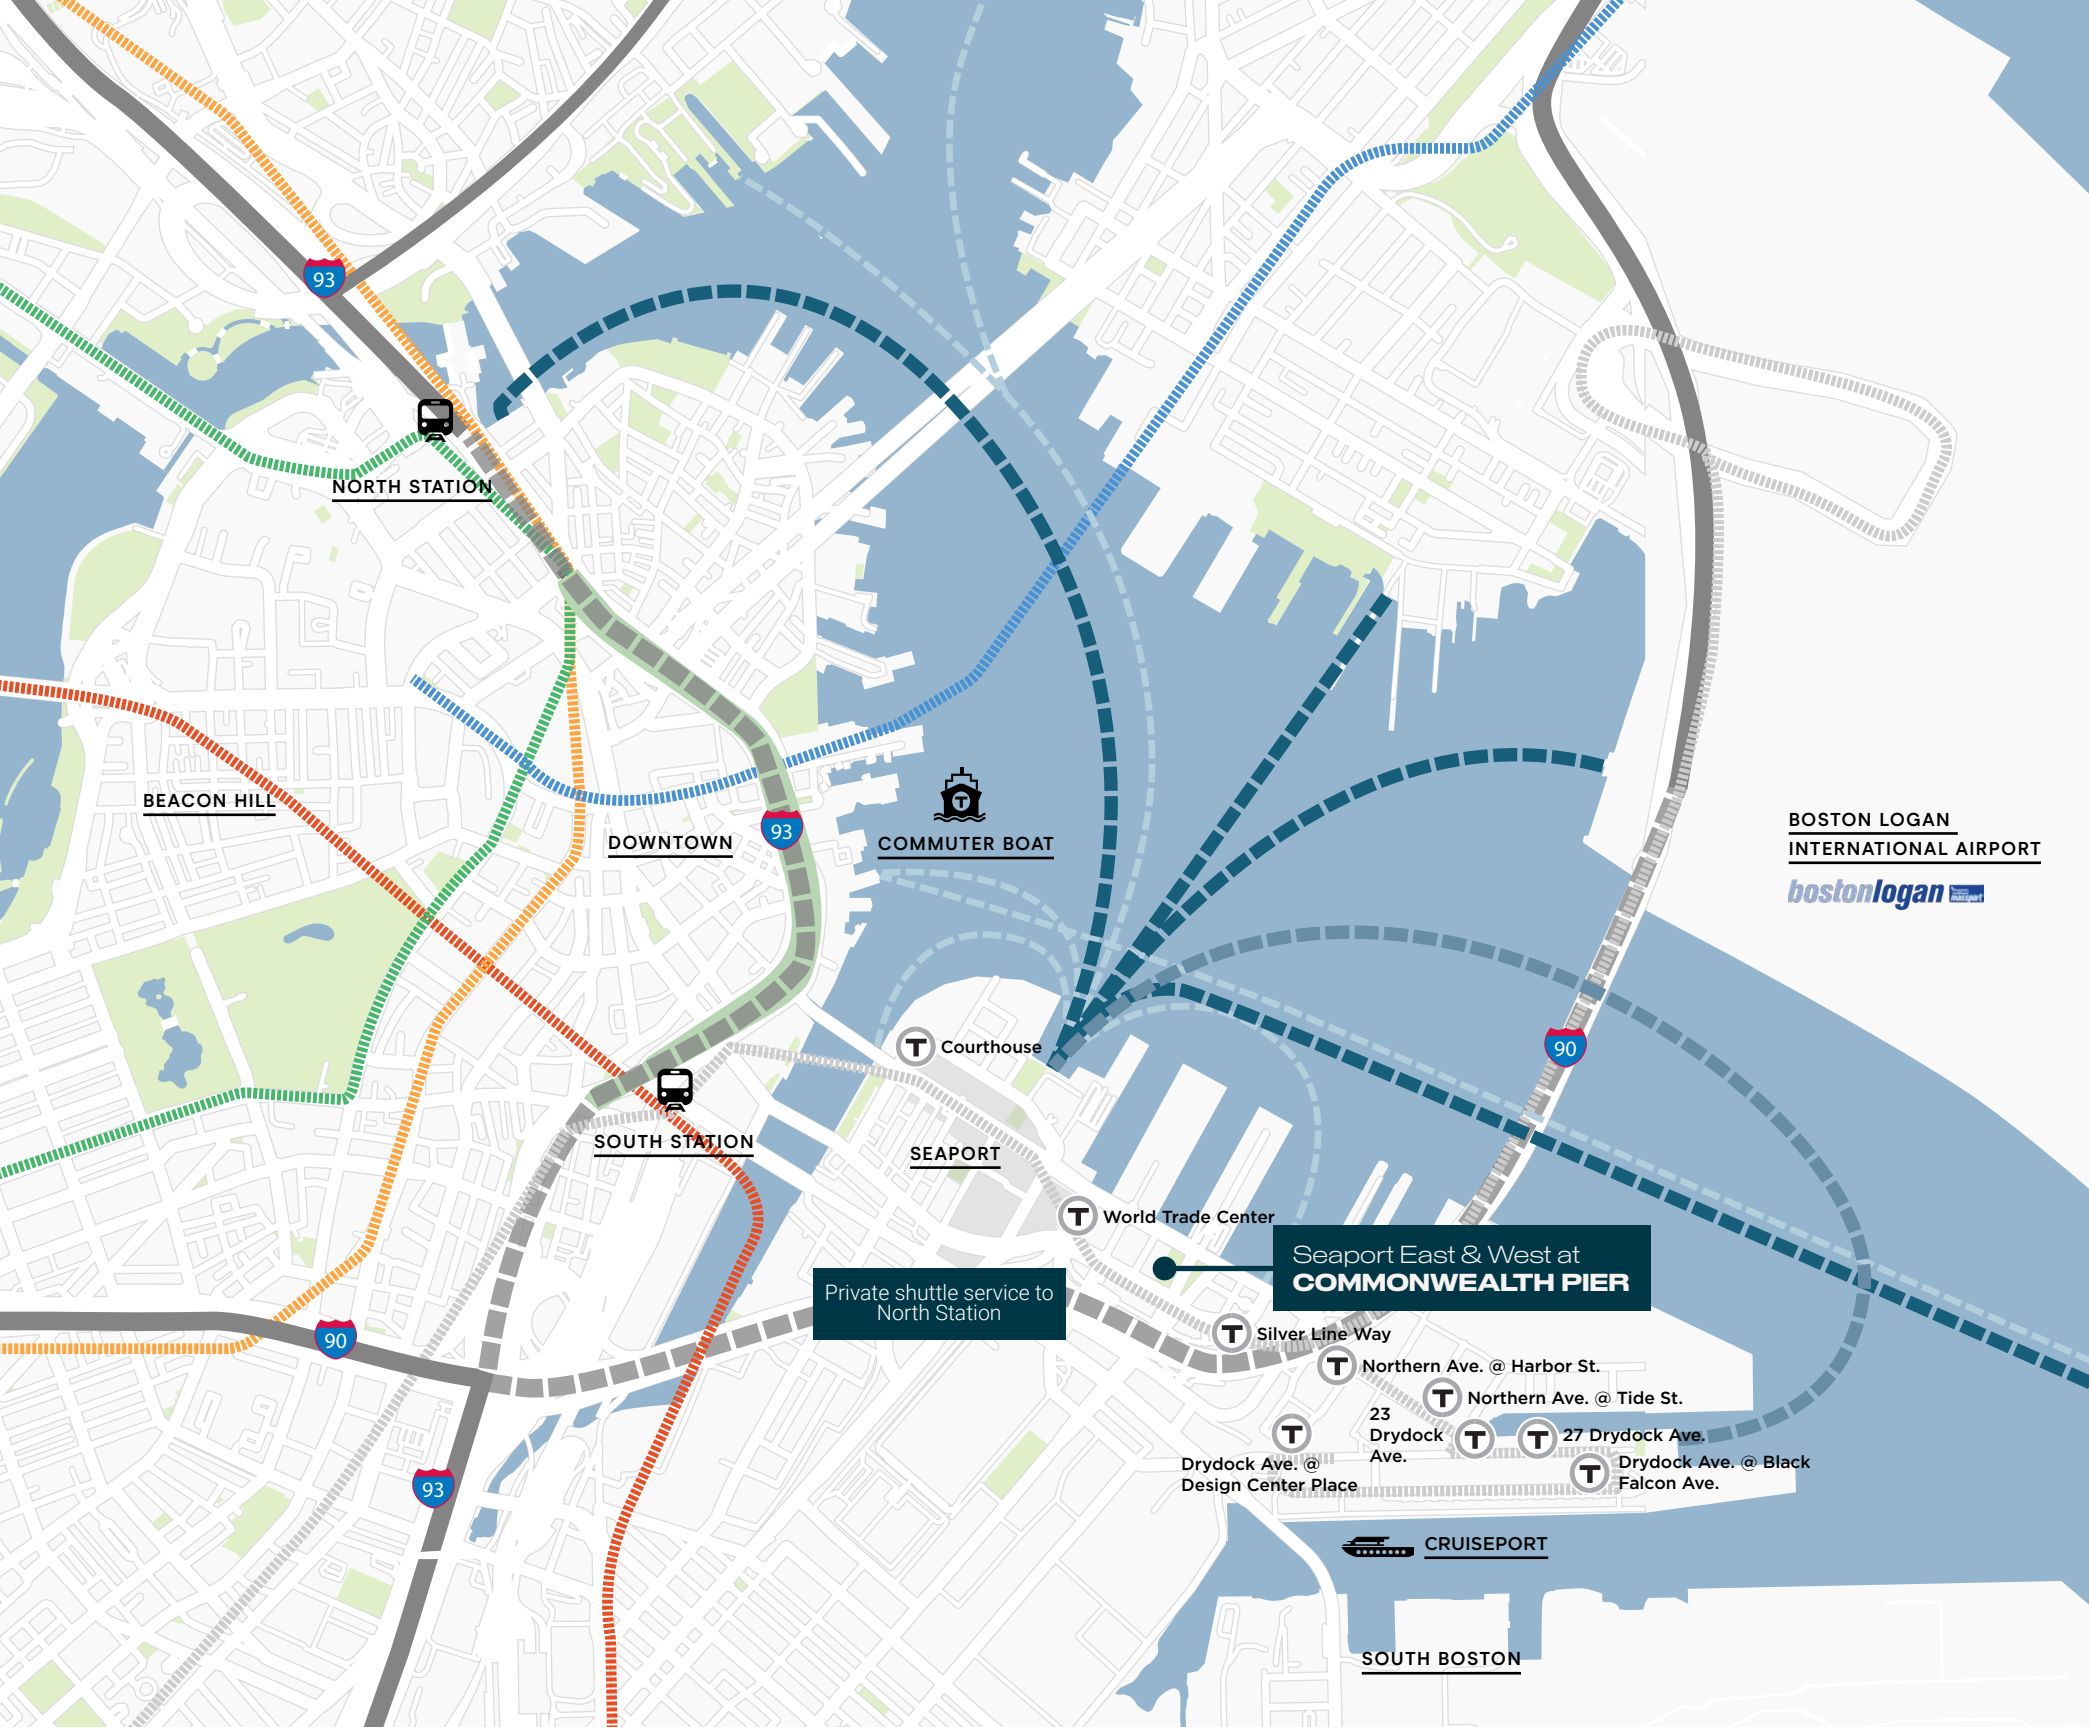 93
NORTH STATION
BEACON HILL
DOWNTOWN
93
T
COMMUTER BOAT
BOSTON LOGAN
INTERNATIONAL AIRPORT
bostonlogan
massport
T Courthouse
90
SOUTH STATION
SEAPORT
T World Trade Center
Seaport East & West at
COMMONWEALTH PIER
Private shuttle service to
North Station
90
T Silver Line Way
T Northern Ave. @ Harbor St.
T Northern Ave. @ Tide St.
23
Drydock
Ave.
T
T 27 Drydock Ave.
T
Drydock Ave. @
Design Center Place
T
Drydock Ave. @ Black
Falcon Ave.
93
CRUISEPORT
SOUTH BOSTON